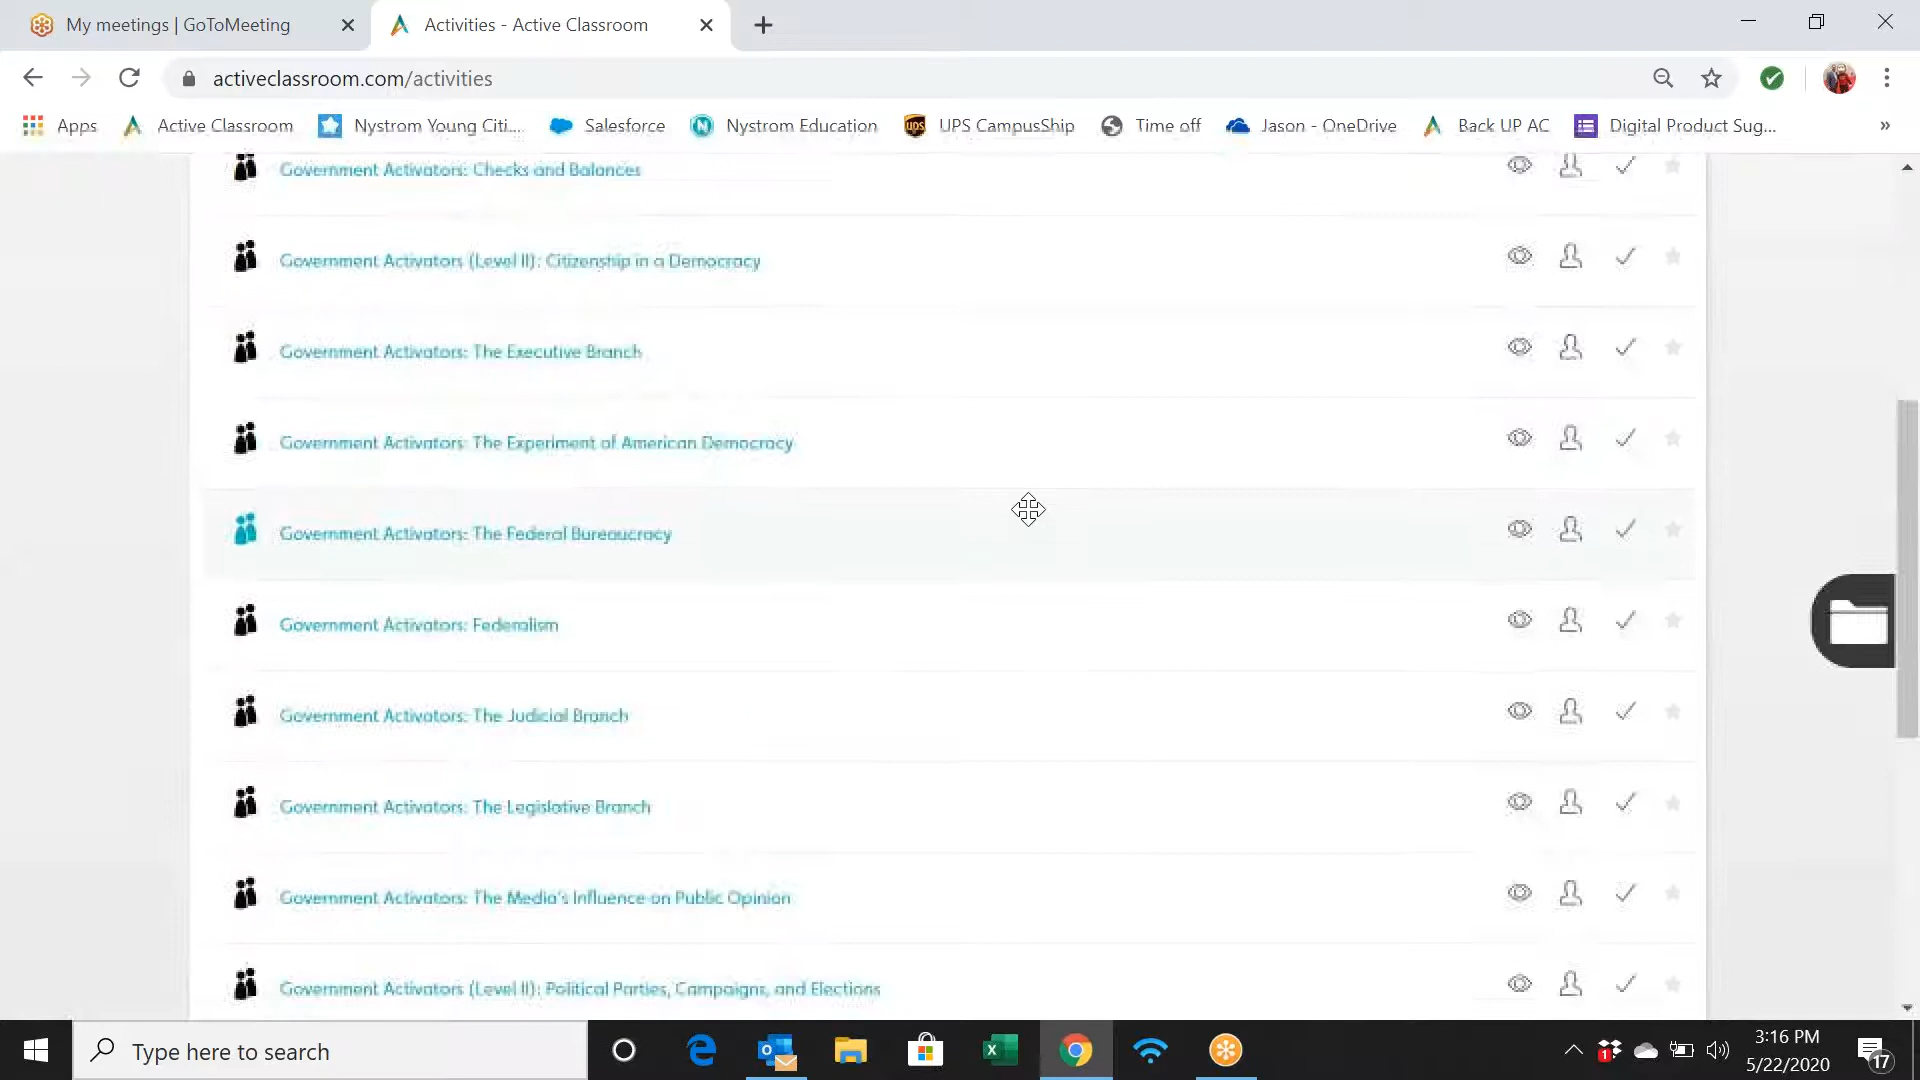 My meetings | GoToMeeting
Activities - Active Classroom
activeclassroom.com/activities
Apps
Active Classroom
Nystrom Young Citi...
Salesforce
Nystrom Education
UPS CampusShip
Time off
Jason - OneDrive
Back UP AC
Digital Product Sug...
»
Government Activators: Checks and Balances
Government Activators (Level II): Citizenship in a Democracy
Government Activators: The Executive Branch
Government Activators: The Experiment of American Democracy
Government Activators: The Federal Bureaucracy
Government Activators: Federalism
Government Activators: The Judicial Branch
Government Activators: The Legislative Branch
Government Activators: The Media's Influence on Public Opinion
Government Activators (Level II): Political Parties, Campaigns, and Elections
Type here to search
3:16 PM
5/22/2020
17